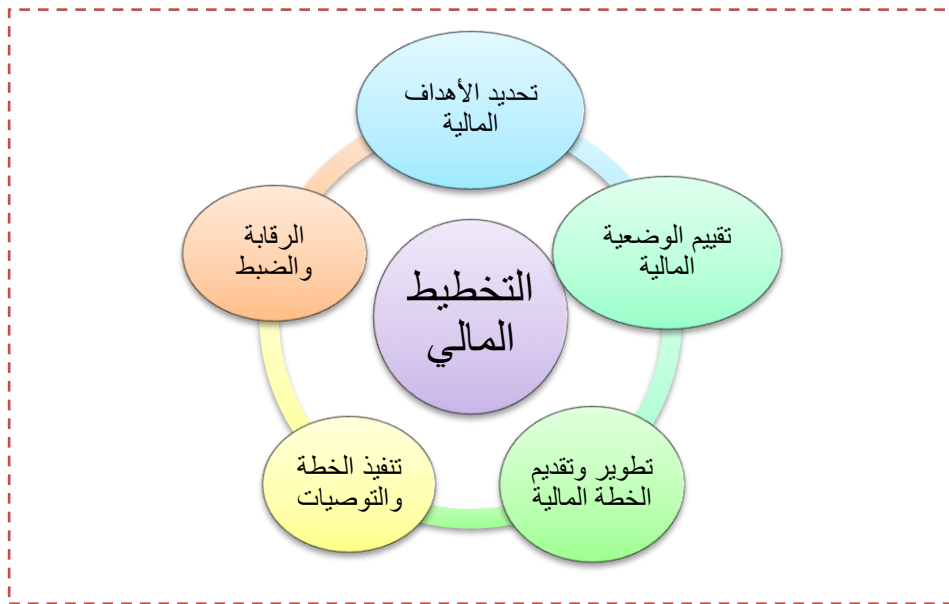 تحديد الأهداف
المالية
تقييم الوضعية
المالية
تطوير وتقديم
الخطة المالية
تنفيذ الخطة
والتوصيات
الرقابة
والضبط
التخطيط
المالي